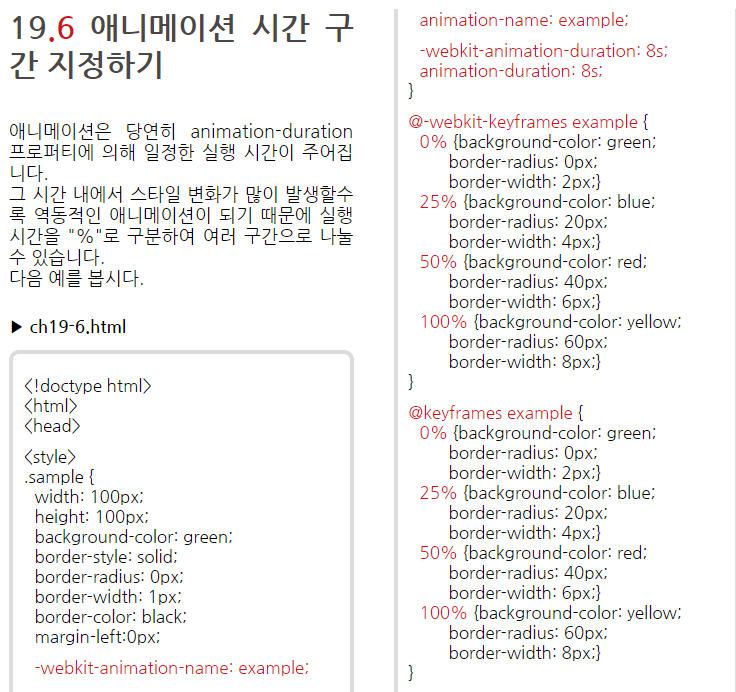 19.6 애니메이션 시간 구
간 지정하기
애니메이션은 당연히 animation-duration
프로퍼티에 의해 일정한 실행 시간이 주어집
니다.
그 시간 내에서 스타일 변화가 많이 발생할수
록 역동적인 애니메이션이 되기 때문에 실행
시간을 "%"로 구분하여 여러 구간으로 나눌
수 있습니다.
다음 예를 봅시다.
▶ ch19-6.html
<!doctype html>
<html>
<head>
<style>
.sample {
width: 100px;
height: 100px;
background-color: green;
border-style: solid;
border-radius: 0px;
border-width: 1px;
border-color: black;
margin-left:0px;
-webkit-animation-name: example;
animation-name: example;
-webkit-animation-duration: 8s;
animation-duration: 8s;
}
@-webkit-keyframes example {
0% {background-color: green;
border-radius: 0px;
border-width: 2px;}
25% {background-color: blue;
border-radius: 20px;
border-width: 4px;}
50% {background-color: red;
border-radius: 40px;
border-width: 6px;}
100% {background-color: yellow;
border-radius: 60px;
border-width: 8px;}
}
@keyframes example {
0% {background-color: green;
border-radius: 0px;
border-width: 2px;}
25% {background-color: blue;
border-radius: 20px;
border-width: 4px;}
50% {background-color: red;
border-radius: 40px;
border-width: 6px;}
100% {background-color: yellow;
border-radius: 60px;
border-width: 8px;}
}